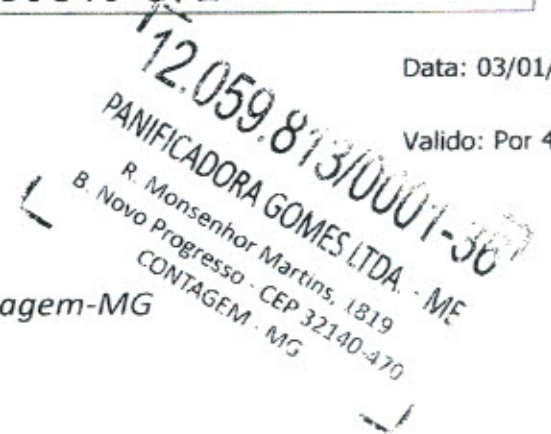 Data: 03/01/
Valido: Por 4
12.059.813/0001-36
PANIFICADORA GOMES LTDA. - ME
R. Monsenhor Martins, 1819
B. Novo Progresso - CEP 32140-470
CONTAGEM - MG
agem-MG